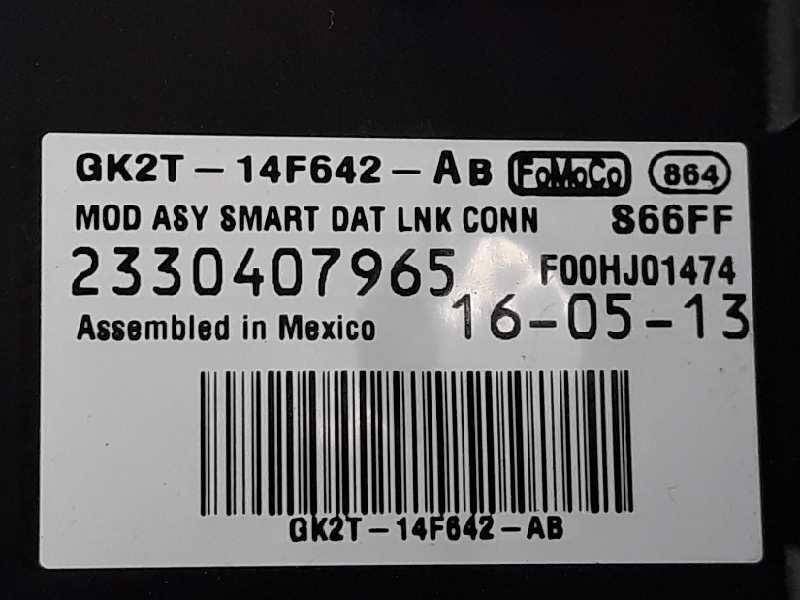 GK2T-14F642-AB FoMoCo 864
MOD ASY SMART DAT LNK CONN S66FF
2330407965 F00HJ01474
Assembled in Mexico 16-05-13
GK2T-14F642-AB